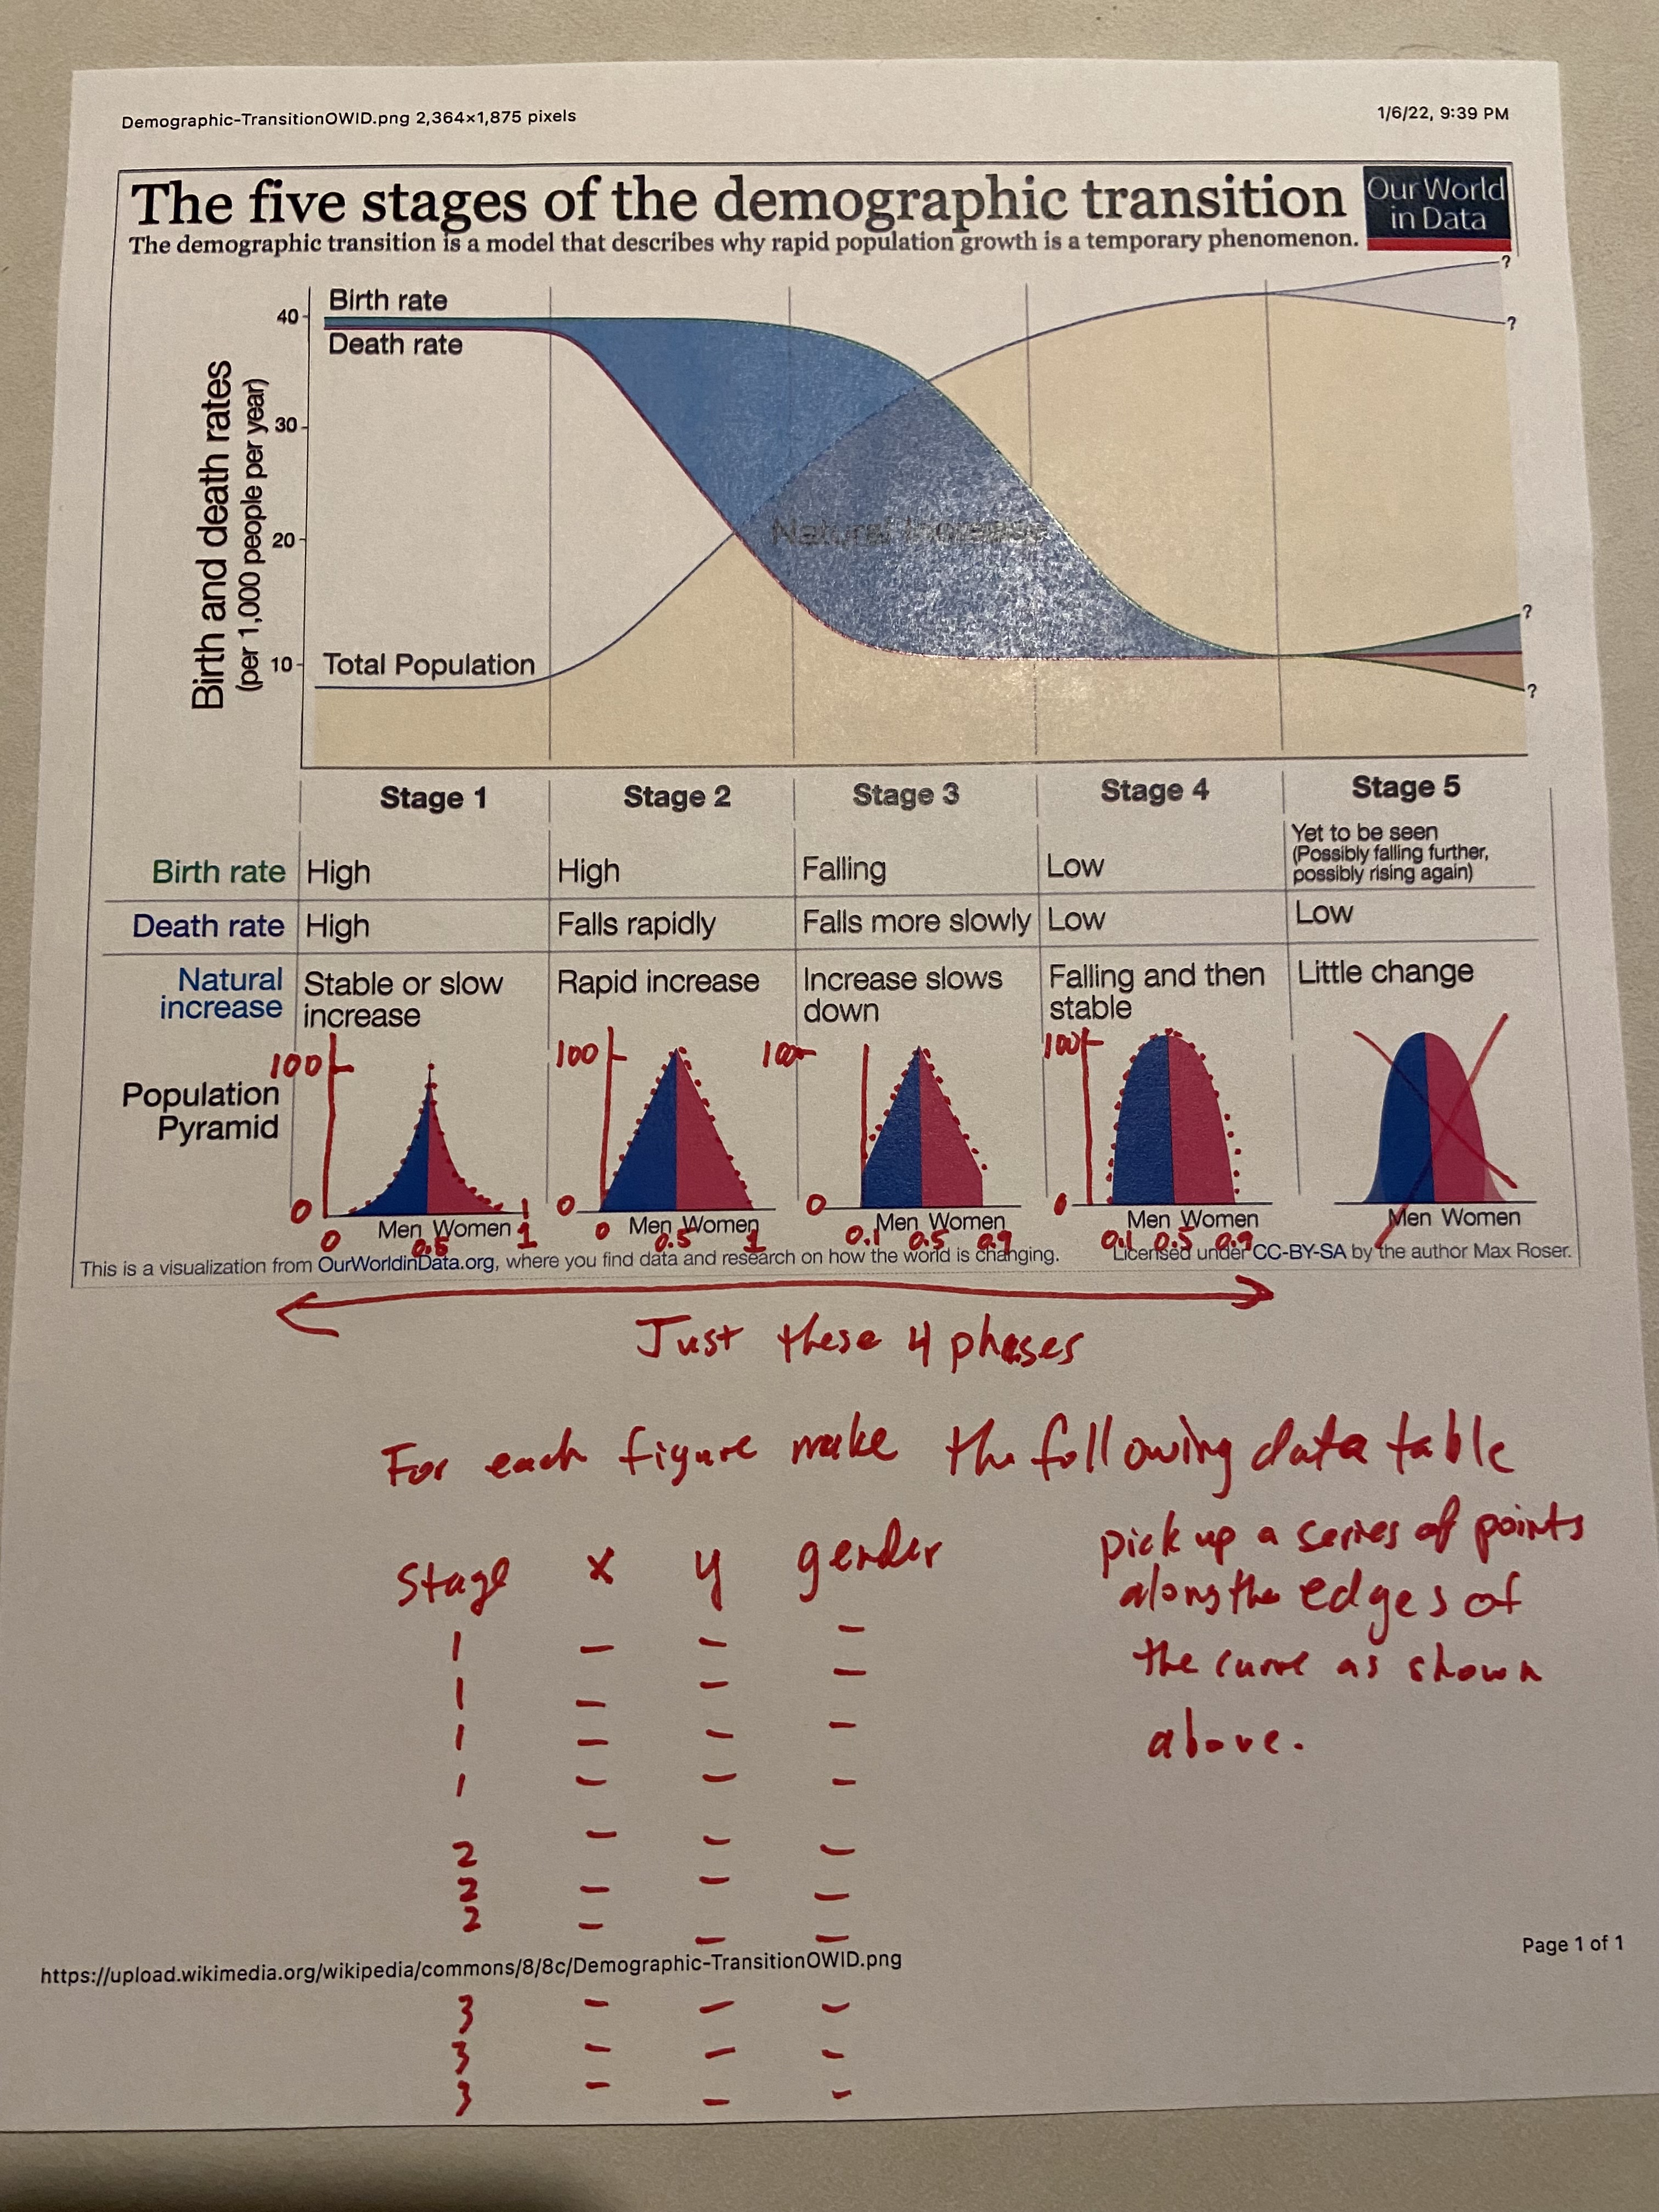 Demographic-TransitionOWID.png 2,364×1,875 pixels 1/6/22, 9:39 PM
The five stages of the demographic transition
Our World
in Data
The demographic transition is a model that describes why rapid population growth is a temporary phenomenon.
Birth and death rates
(per 1,000 people per year)
40
30
20
10
Birth rate
Death rate
Natural increase
Total Population
?
?
?
?
Stage 1 Stage 2 Stage 3 Stage 4 Stage 5
Birth rate High High Falling Low Yet to be seen
(Possibly falling further,
possibly rising again)
Death rate High Falls rapidly Falls more slowly Low Low
Natural
increase
Stable or slow
increase
Rapid increase
Increase slows
down
Falling and then
stable
Little change
Population
Pyramid
100 100 100 100
0 0 0 0
Men Women Men Women Men Women Men Women Men Women
0 0.5 1 0 0.5 1 0.1 0.5 0.9 0.1 0.5 0.9
This is a visualization from OurWorldinData.org, where you find data and research on how the world is changing. Licensed under CC-BY-SA by the author Max Roser.
Just these 4 phases
For each figure make the following data table
stage x y gender
1 – – –
1 – – –
1 – – –
1 – – –
2 – – –
2 – – –
2 – – –
pick up a series of points
along the edges of
the curve as shown
above.
Page 1 of 1
https://upload.wikimedia.org/wikipedia/commons/8/8c/Demographic-TransitionOWID.png
3 – – –
3 – – –
3 – – –